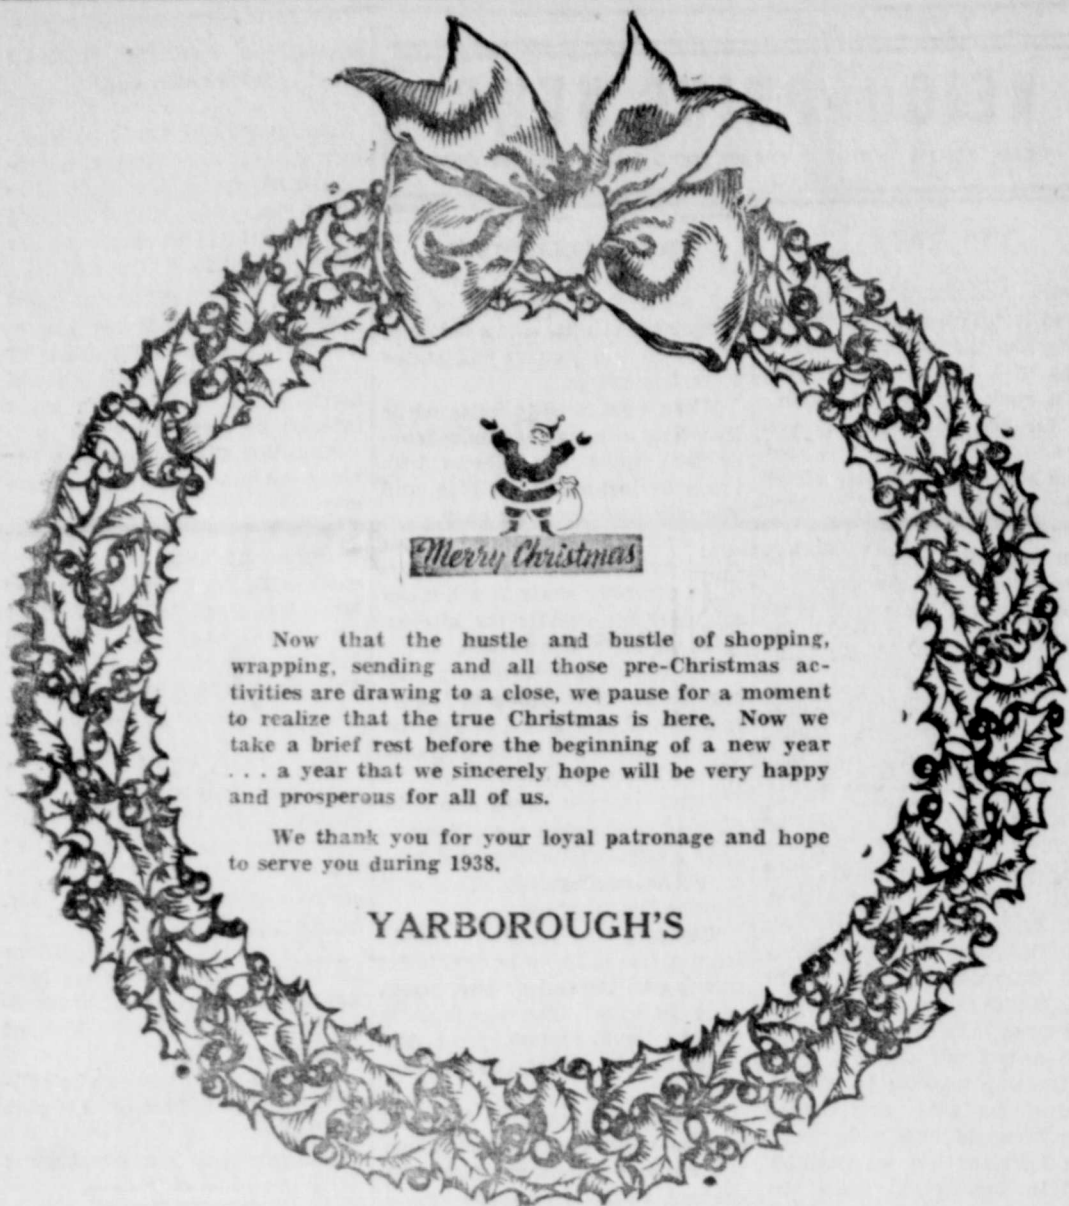 Merry Christmas
Now that the hustle and bustle of shopping,
wrapping, sending and all those pre-Christmas ac-
tivities are drawing to a close, we pause for a moment
to realize that the true Christmas is here. Now we
take a brief rest before the beginning of a new year
. . . a year that we sincerely hope will be very happy
and prosperous for all of us.
We thank you for your loyal patronage and hope
to serve you during 1938.
YARBOROUGH'S